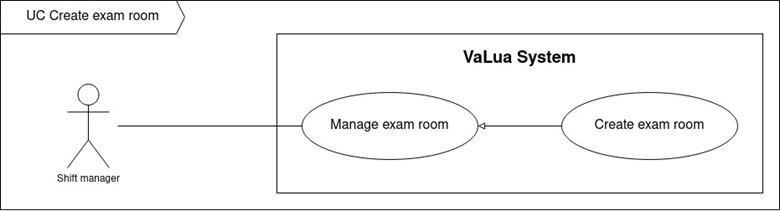 UC Create exam room
VaLua System
Manage exam room
Create exam room
Shift manager